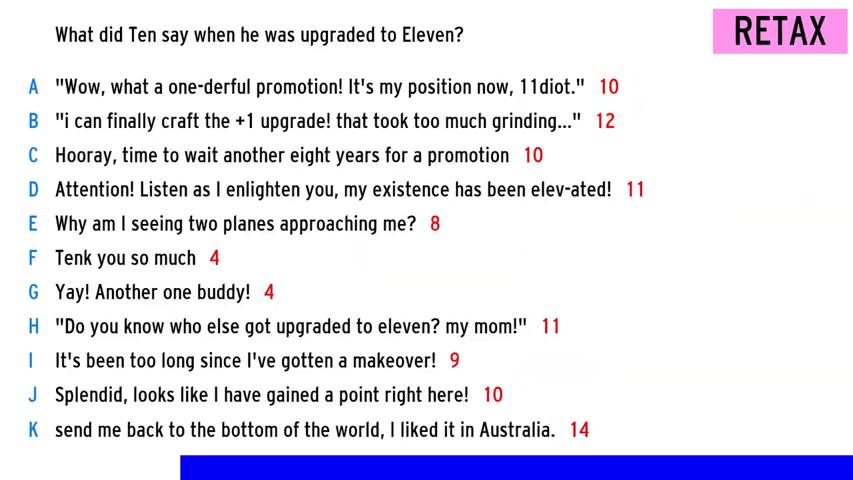 What did Ten say when he was upgraded to Eleven?
RETAX
A "Wow, what a one-derful promotion! It's my position now, 11diot." 10
B "i can finally craft the +1 upgrade! that took too much grinding..." 12
C Hooray, time to wait another eight years for a promotion 10
D Attention! Listen as I enlighten you, my existence has been elev-ated! 11
E Why am I seeing two planes approaching me? 8
F Tenk you so much 4
G Yay! Another one buddy! 4
H "Do you know who else got upgraded to eleven? my mom!" 11
I It's been too long since I've gotten a makeover! 9
J Splendid, looks like I have gained a point right here! 10
K send me back to the bottom of the world, I liked it in Australia. 14